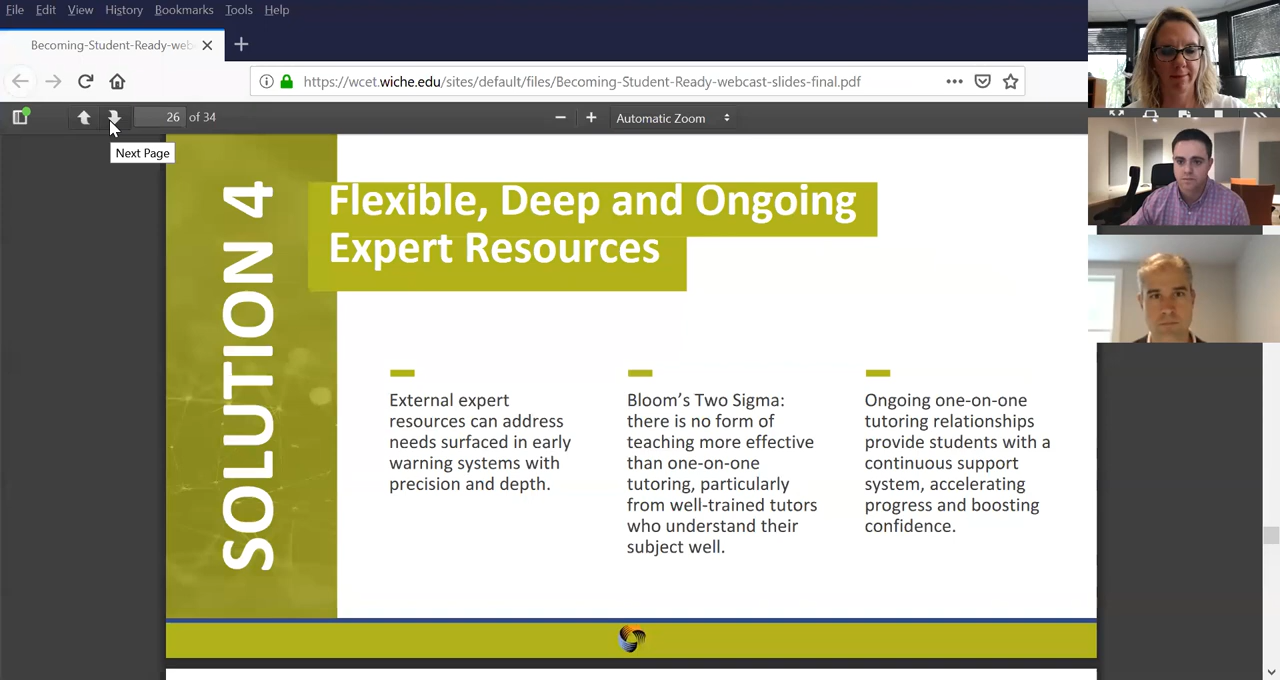 File Edit View History Bookmarks Tools Help
Becoming-Student-Ready-web
https://wcet.wiche.edu/sites/default/files/Becoming-Student-Ready-webcast-slides-final.pdf
26 of 34
Automatic Zoom
Next Page
SOLUTION 4
Flexible, Deep and Ongoing
Expert Resources
External expert
resources can address
needs surfaced in early
warning systems with
precision and depth.
Bloom's Two Sigma:
there is no form of
teaching more effective
than one-on-one
tutoring, particularly
from well-trained tutors
who understand their
subject well.
Ongoing one-on-one
tutoring relationships
provide students with a
continuous support
system, accelerating
progress and boosting
confidence.